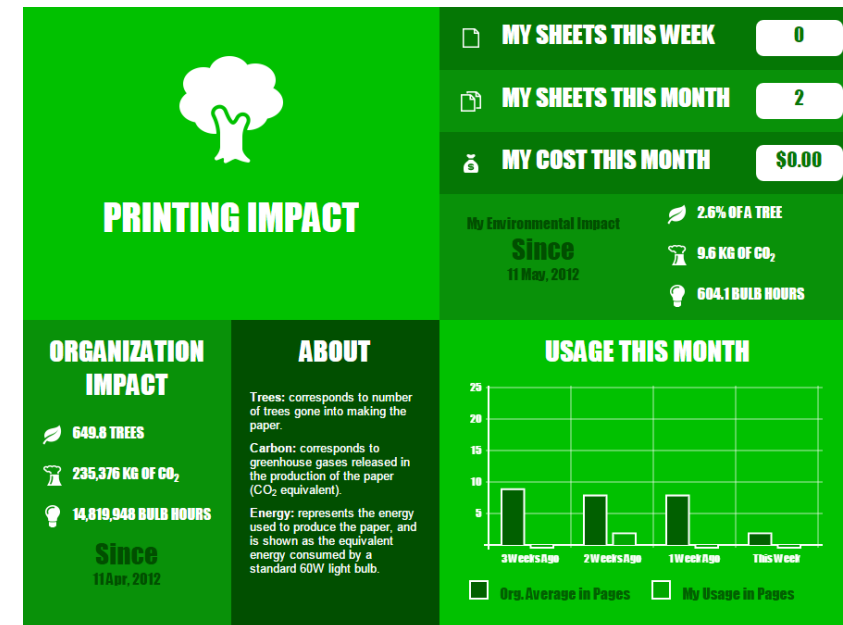 PRINTING IMPACT
MY SHEETS THIS WEEK 0
MY SHEETS THIS MONTH 2
MY COST THIS MONTH $0.00
My Environmental Impact
Since
11 May, 2012
2.6% OF A TREE
9.6 KG OF CO₂
604.1 BULB HOURS
ORGANIZATION
IMPACT
649.8 TREES
235,376 KG OF CO₂
14,819,948 BULB HOURS
Since
11 Apr, 2012
ABOUT
Trees: corresponds to number
of trees gone into making the
paper.
Carbon: corresponds to
greenhouse gases released in
the production of the paper
(CO₂ equivalent).
Energy: represents the energy
used to produce the paper, and
is shown as the equivalent
energy consumed by a
standard 60W light bulb.
USAGE THIS MONTH
25
20
15
10
5
3 Weeks Ago 2 Weeks Ago 1 Week Ago This Week
Org. Average in Pages My Usage in Pages